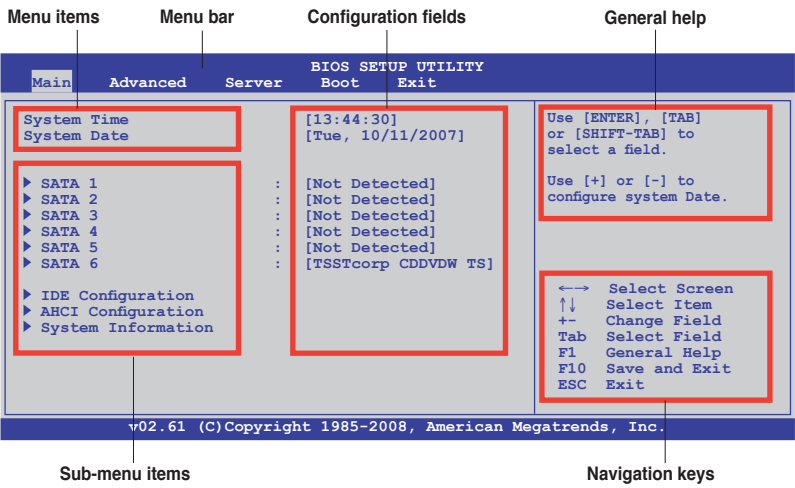 Menu items Menu bar Configuration fields General help
BIOS SETUP UTILITY
Main Advanced Server Boot Exit
System Time [13:44:30]
System Date [Tue, 10/11/2007]
SATA 1 : [Not Detected]
SATA 2 : [Not Detected]
SATA 3 : [Not Detected]
SATA 4 : [Not Detected]
SATA 5 : [Not Detected]
SATA 6 : [TSSTcorp CDDVDW TS]
IDE Configuration
AHCI Configuration
System Information
Use [ENTER], [TAB]
or [SHIFT-TAB] to
select a field.
Use [+] or [-] to
configure system Date.
←→ Select Screen
↑↓ Select Item
+- Change Field
Tab Select Field
F1 General Help
F10 Save and Exit
ESC Exit
v02.61 (C)Copyright 1985-2008, American Megatrends, Inc.
Sub-menu items Navigation keys